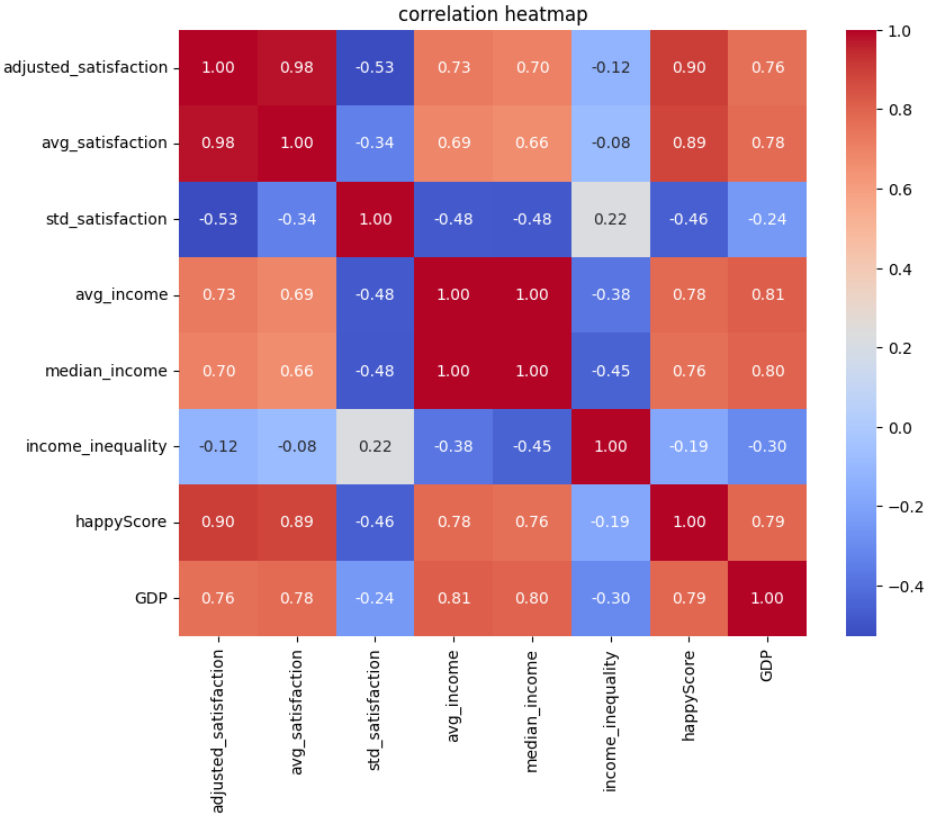 correlation heatmap
adjusted_satisfaction 1.00 0.98 -0.53 0.73 0.70 -0.12 0.90 0.76
avg_satisfaction 0.98 1.00 -0.34 0.69 0.66 -0.08 0.89 0.78
std_satisfaction -0.53 -0.34 1.00 -0.48 -0.48 0.22 -0.46 -0.24
avg_income 0.73 0.69 -0.48 1.00 1.00 -0.38 0.78 0.81
median_income 0.70 0.66 -0.48 1.00 1.00 -0.45 0.76 0.80
income_inequality -0.12 -0.08 0.22 -0.38 -0.45 1.00 -0.19 -0.30
happyScore 0.90 0.89 -0.46 0.78 0.76 -0.19 1.00 0.79
GDP 0.76 0.78 -0.24 0.81 0.80 -0.30 0.79 1.00
adjusted_satisfaction
avg_satisfaction
std_satisfaction
avg_income
median_income
income_inequality
happyScore
GDP
1.0
0.8
0.6
0.4
0.2
0.0
−0.2
−0.4